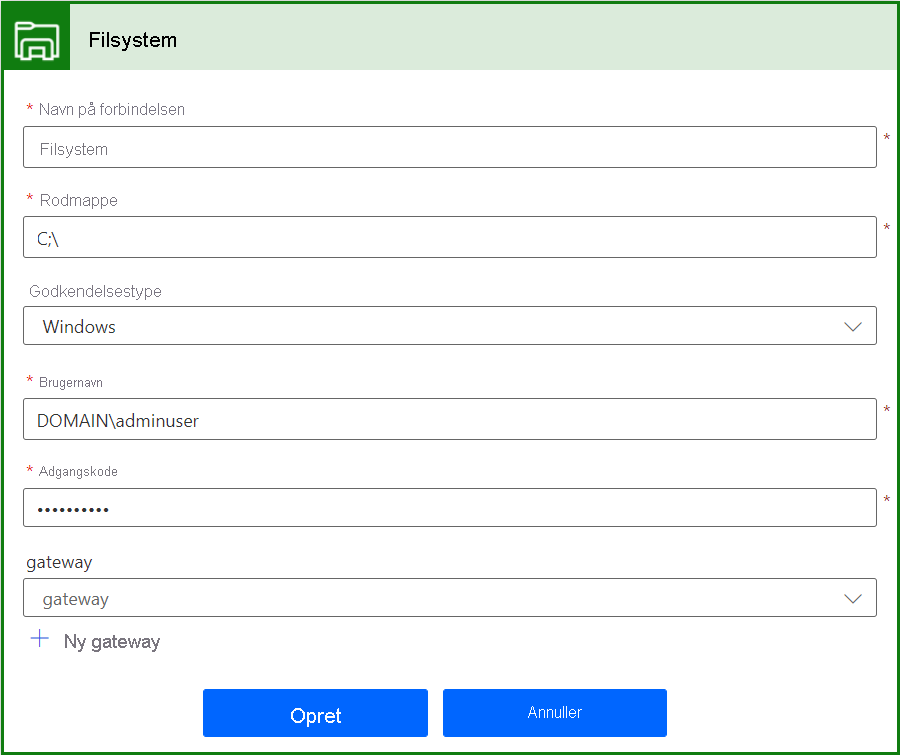 Filsystem
* Navn på forbindelsen
Filsystem *
* Rodmappe
C;\ *
Godkendelsestype
Windows
* Brugernavn
DOMAIN\adminuser *
* Adgangskode
•••••••••• *
gateway
gateway
+ Ny gateway
Opret
Annuller